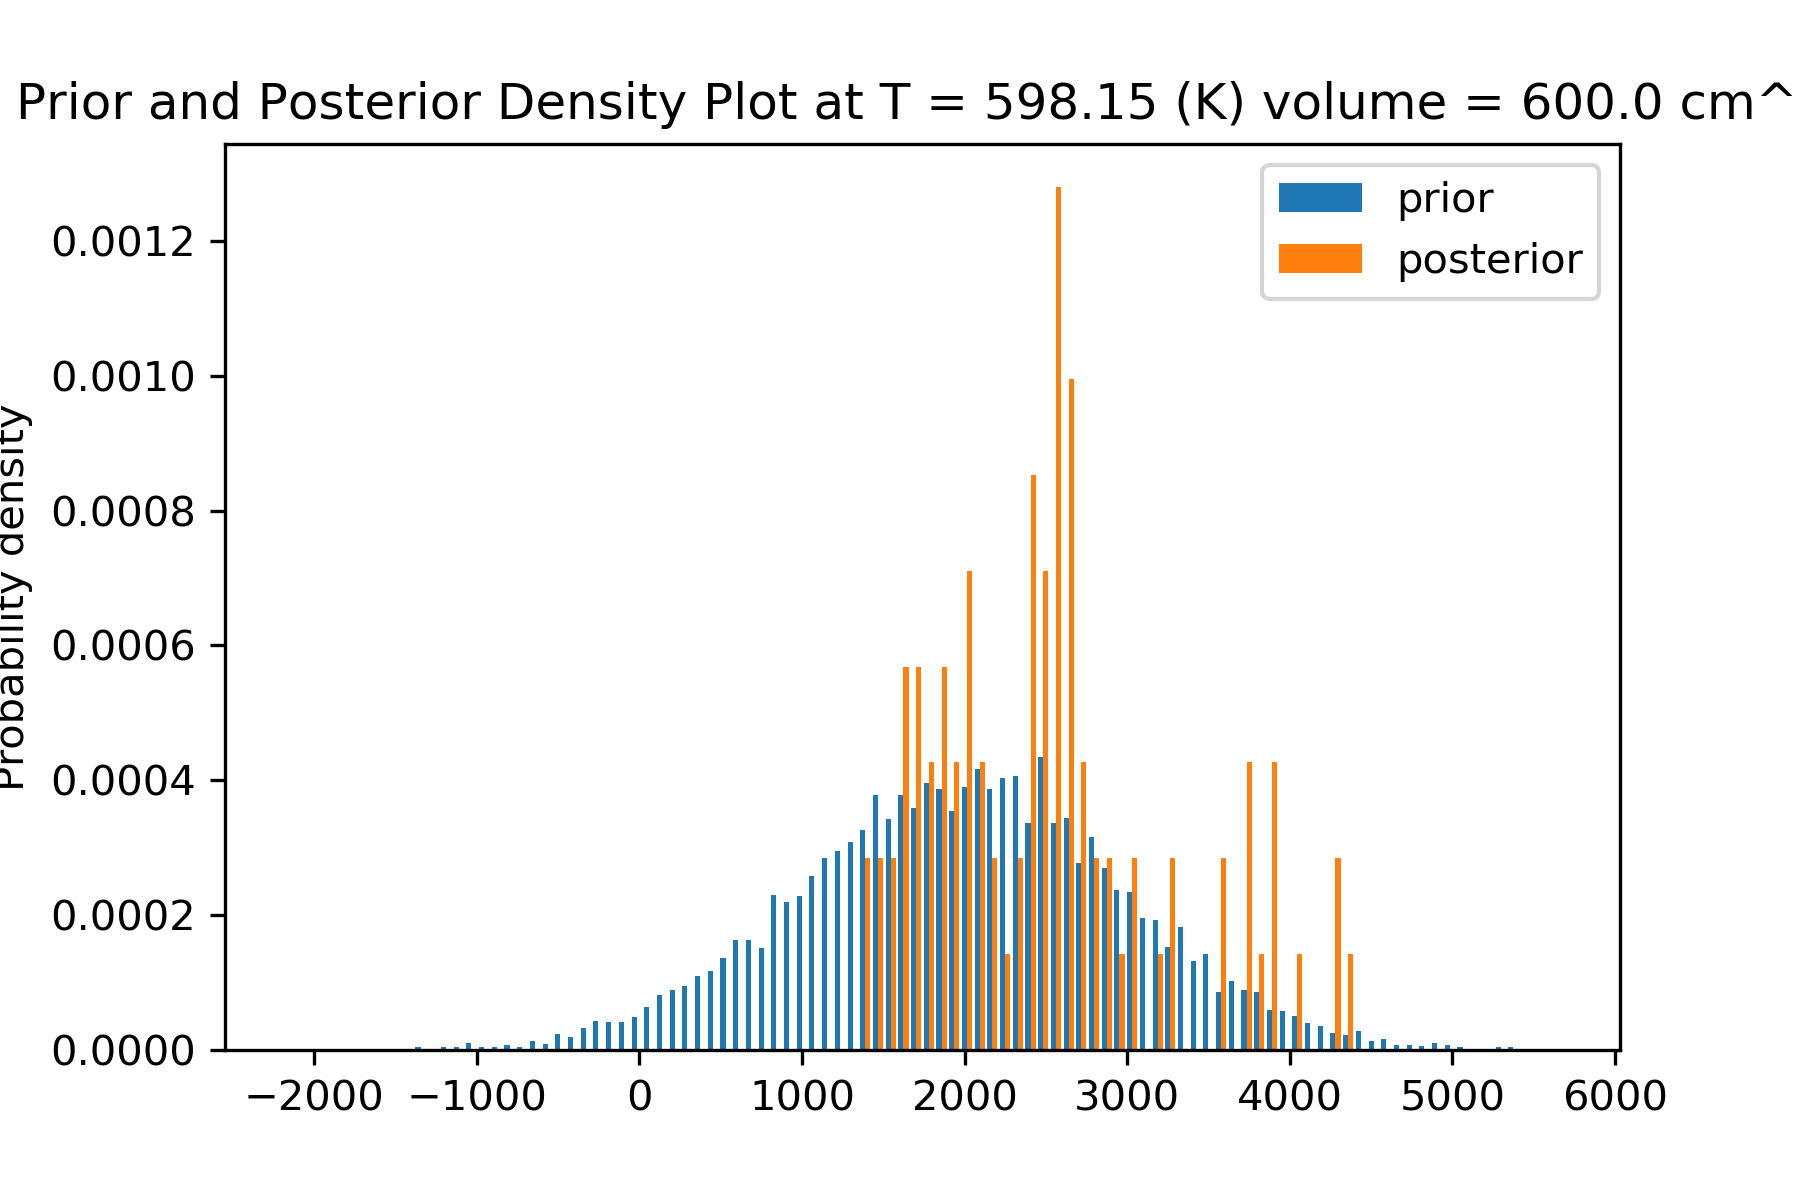 Prior and Posterior Density Plot at T = 598.15 (K) volume = 600.0 cm^
prior
posterior
Probability density
0.0012
0.0010
0.0008
0.0006
0.0004
0.0002
0.0000
−2000 −1000 0 1000 2000 3000 4000 5000 6000